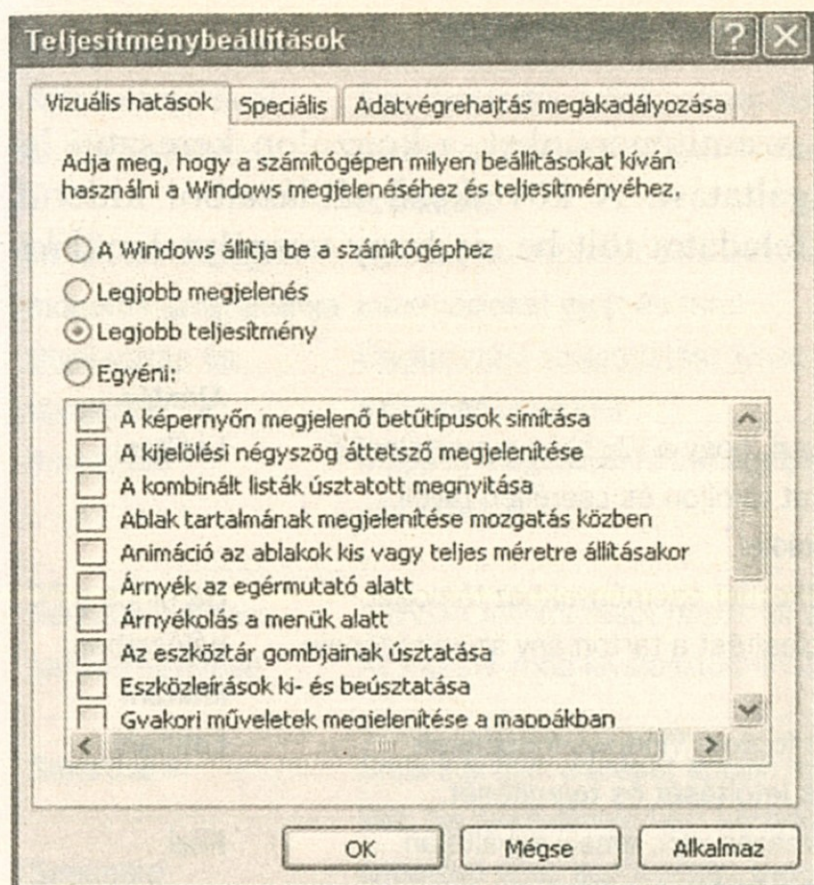 Teljesítménybeállítások
Vizuális hatások Speciális Adatvégrehajtás megakadályozása
Adja meg, hogy a számítógépen milyen beállításokat kíván
használni a Windows megjelenéséhez és teljesítményéhez.
A Windows állítja be a számítógéphez
Legjobb megjelenés
Legjobb teljesítmény
Egyéni:
A képernyőn megjelenő betűtípusok simítása
A kijelölési négyszög áttetsző megjelenítése
A kombinált listák úsztatott megnyitása
Ablak tartalmának megjelenítése mozgatás közben
Animáció az ablakok kis vagy teljes méretre állításakor
Árnyék az egérmutató alatt
Árnyékolás a menük alatt
Az eszköztár gombjainak úsztatása
Eszközleírások ki- és beúsztatása
Gyakori műveletek megjelenítése a mappákban
OK Mégse Alkalmaz